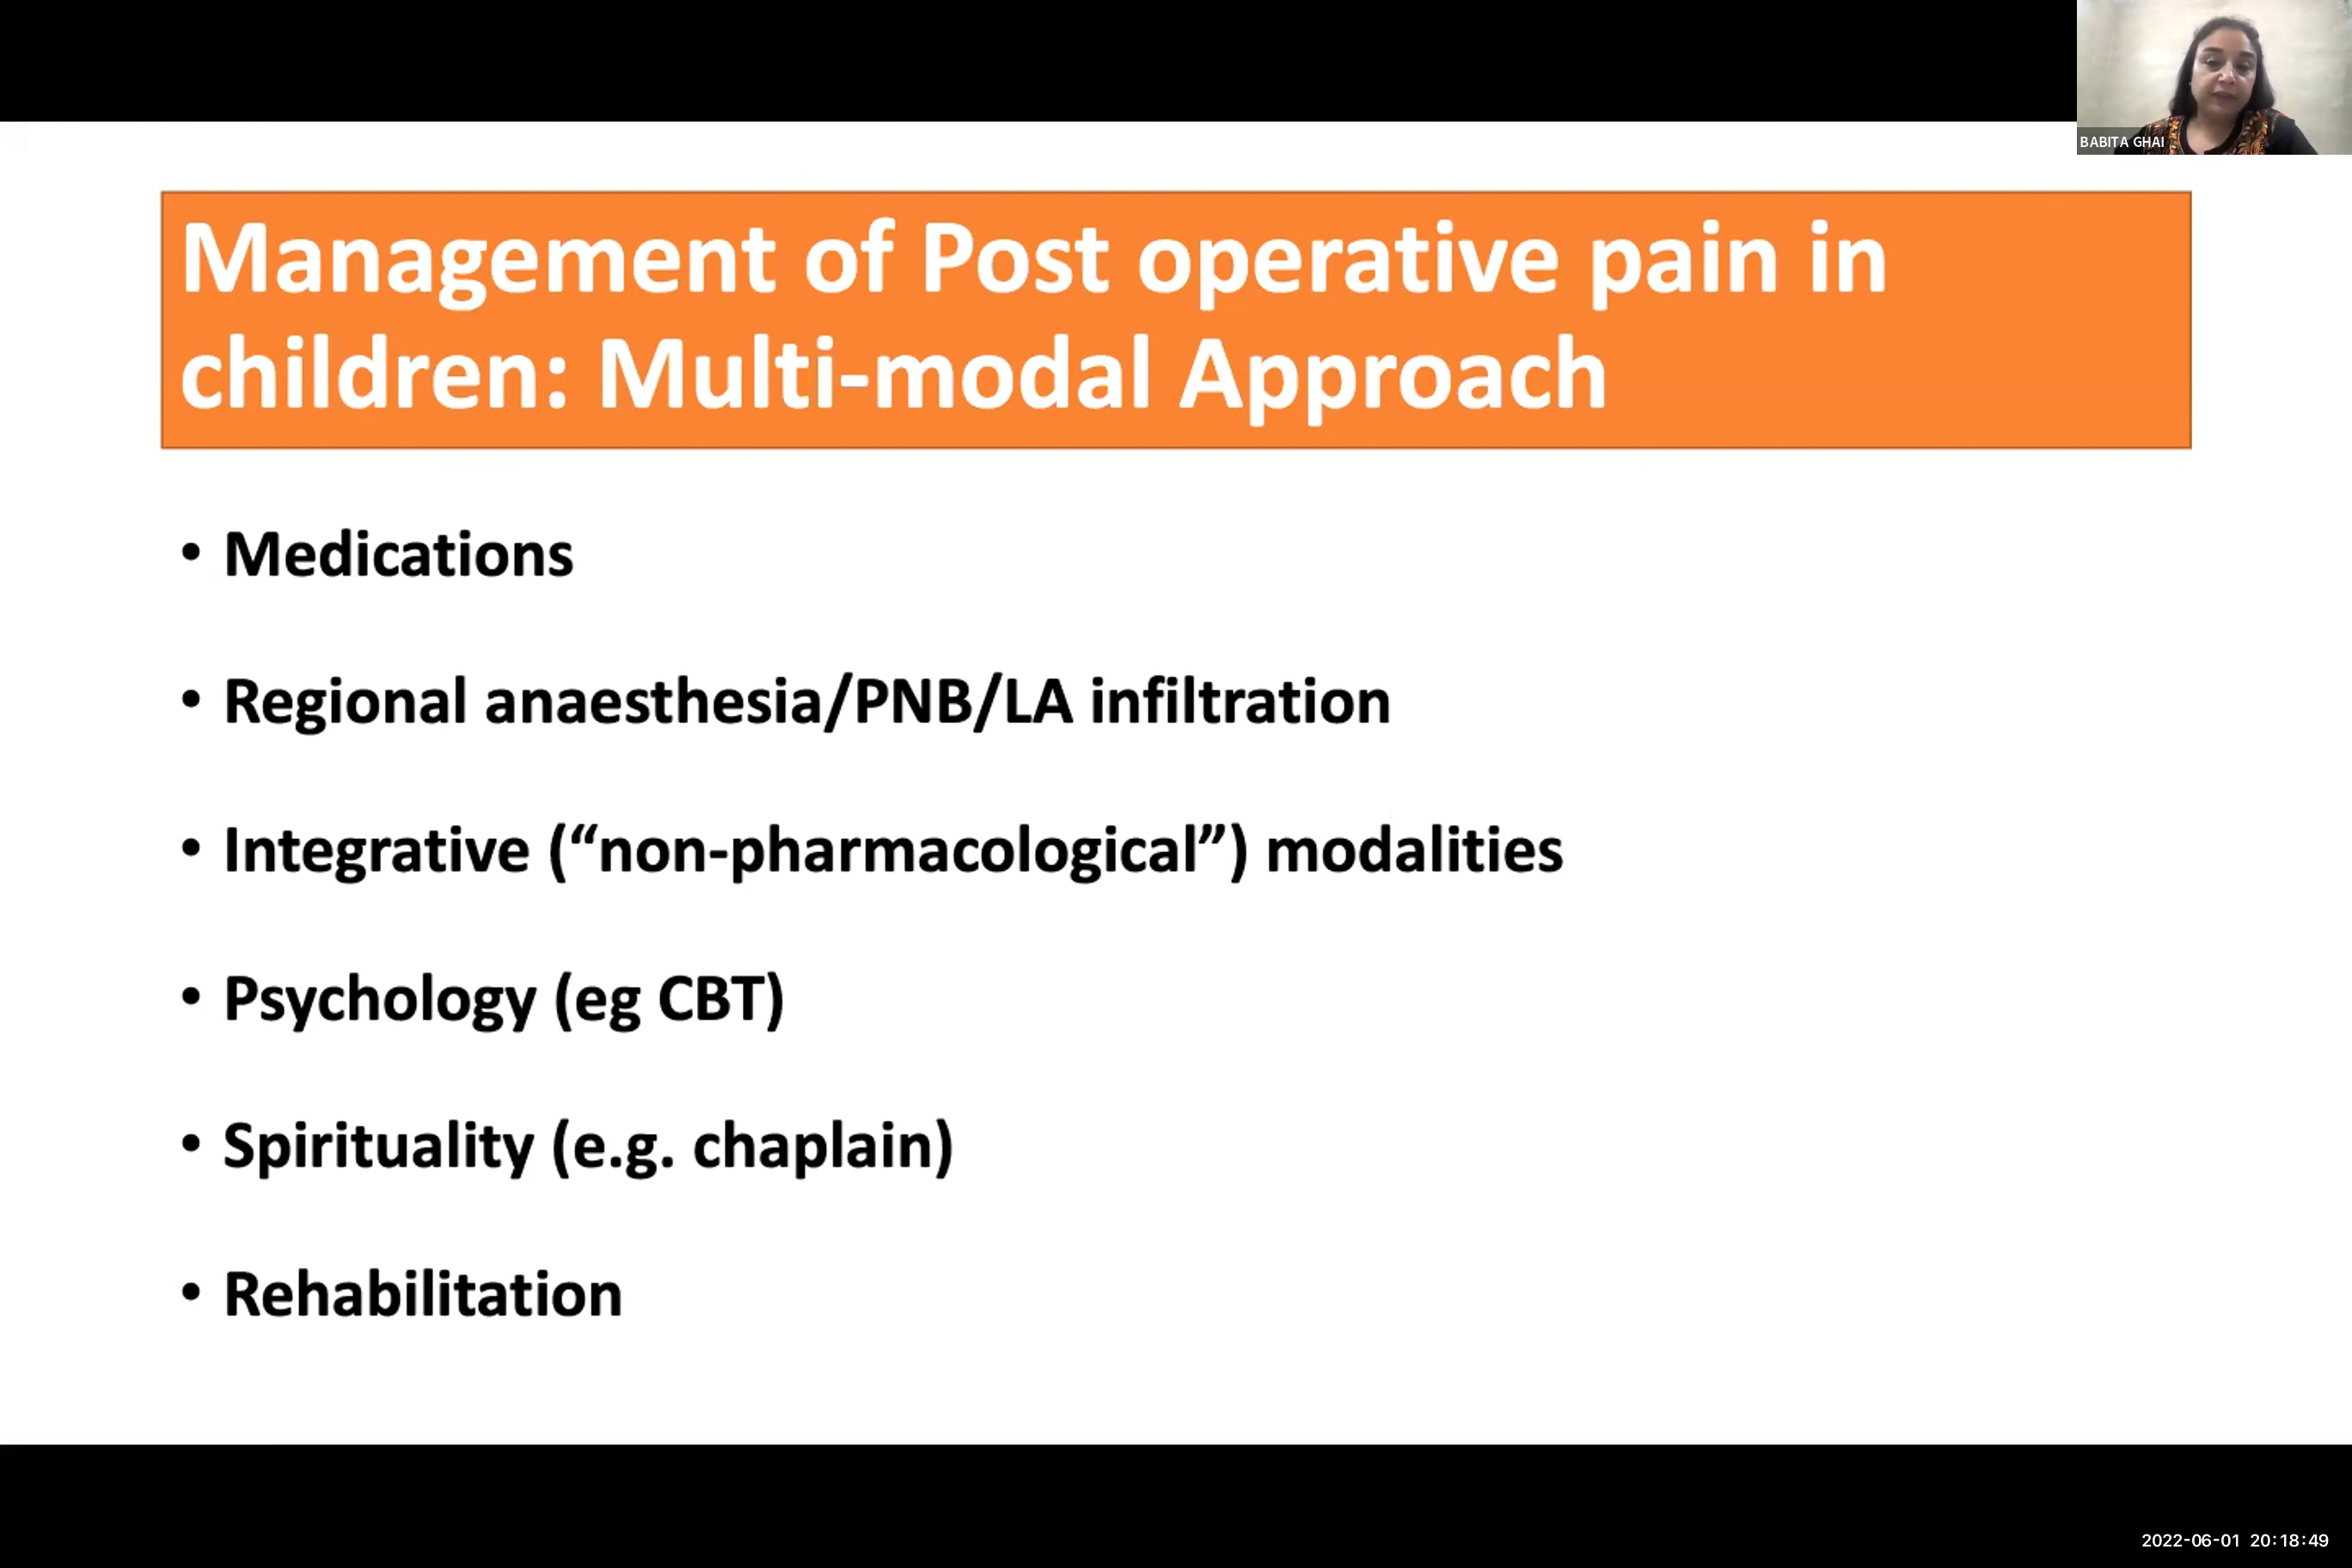 BABITA GHAI
Management of Post operative pain in
children: Multi-modal Approach
• Medications
• Regional anaesthesia/PNB/LA infiltration
• Integrative (“non-pharmacological”) modalities
• Psychology (eg CBT)
• Spirituality (e.g. chaplain)
• Rehabilitation
2022-06-01 20:18:49